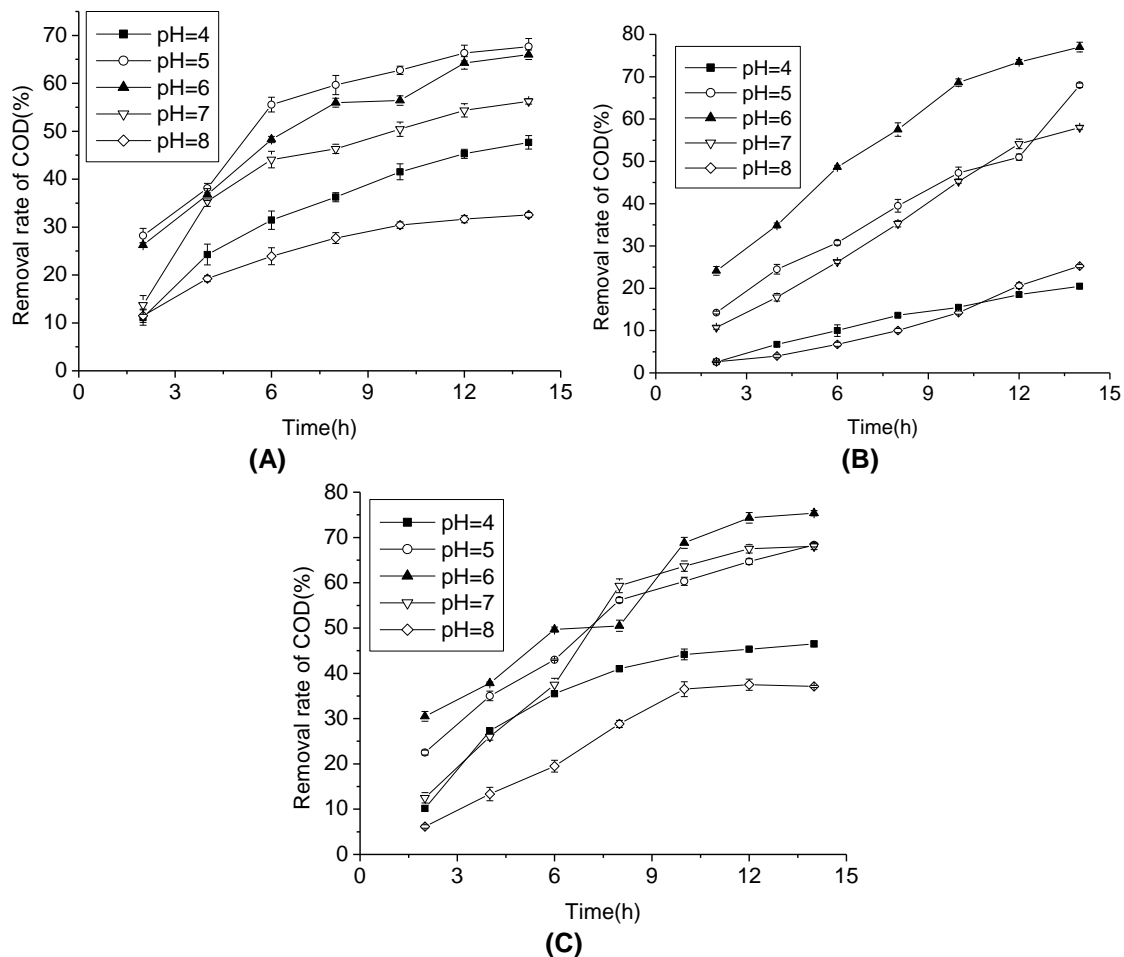 pH=4
pH=5
pH=6
pH=7
pH=8
Removal rate of COD(%)
70
60
50
40
30
20
10
0
0 3 6 9 12 15
Time(h)
(A)
pH=4
pH=5
pH=6
pH=7
pH=8
Removal rate of COD(%)
80
70
60
50
40
30
20
10
0
0 3 6 9 12 15
Time(h)
(B)
pH=4
pH=5
pH=6
pH=7
pH=8
Removal rate of COD(%)
80
70
60
50
40
30
20
10
0
0 3 6 9 12 15
Time(h)
(C)